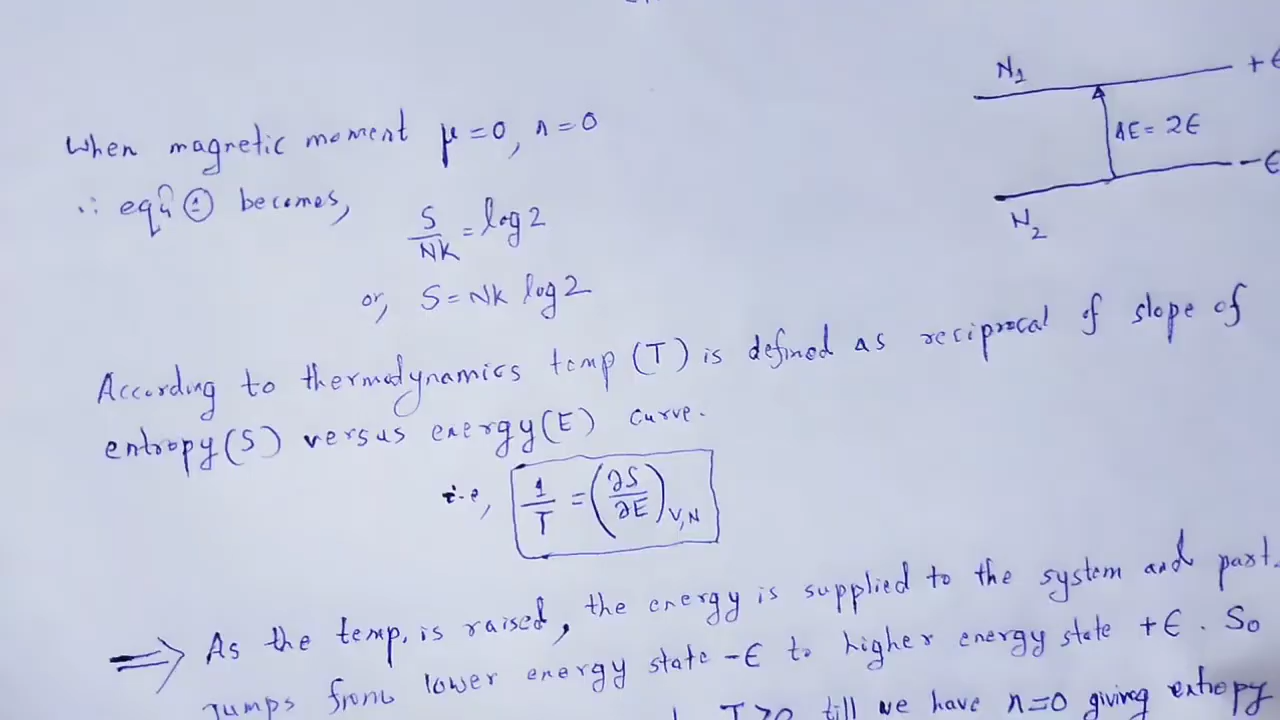 N₁ +E
When magnetic moment μ=0, n=0
ΔE = 2E
∴ eqⁿ ① becomes,
-E
S/NK = log 2
N₂
or, S = NK log 2
According to thermodynamics temp (T) is defined as reciprocal of slope of
entropy (S) versus energy (E) curve.
i.e, 1/T = (∂S/∂E)V,N
⇒ As the temp. is raised, the energy is supplied to the system and part.
jumps from lower energy state -E to higher energy state +E. So
T>0 till we have n=0 giving entropy